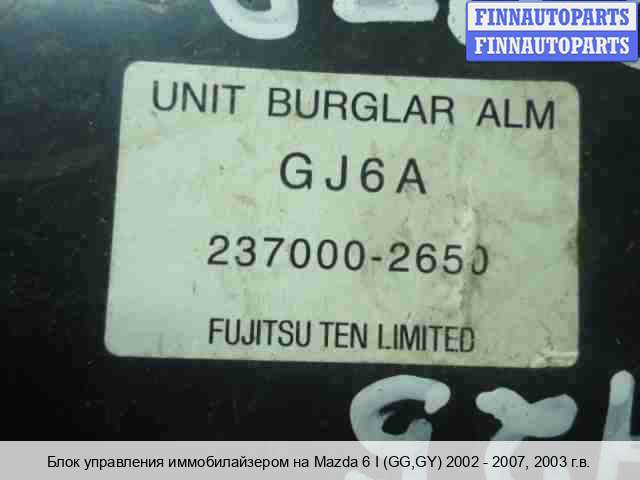 FINNAUTOPARTS
FINNAUTOPARTS
UNIT BURGLAR ALM
GJ6A
237000-2650
FUJITSU TEN LIMITED
Блок управления иммобилайзером на Mazda 6 I (GG,GY) 2002 - 2007, 2003 г.в.